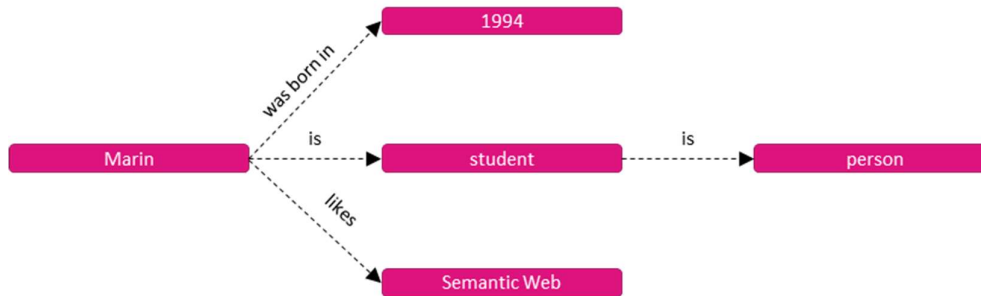 1994
was born in
Marin
is
student
is
person
likes
Semantic Web